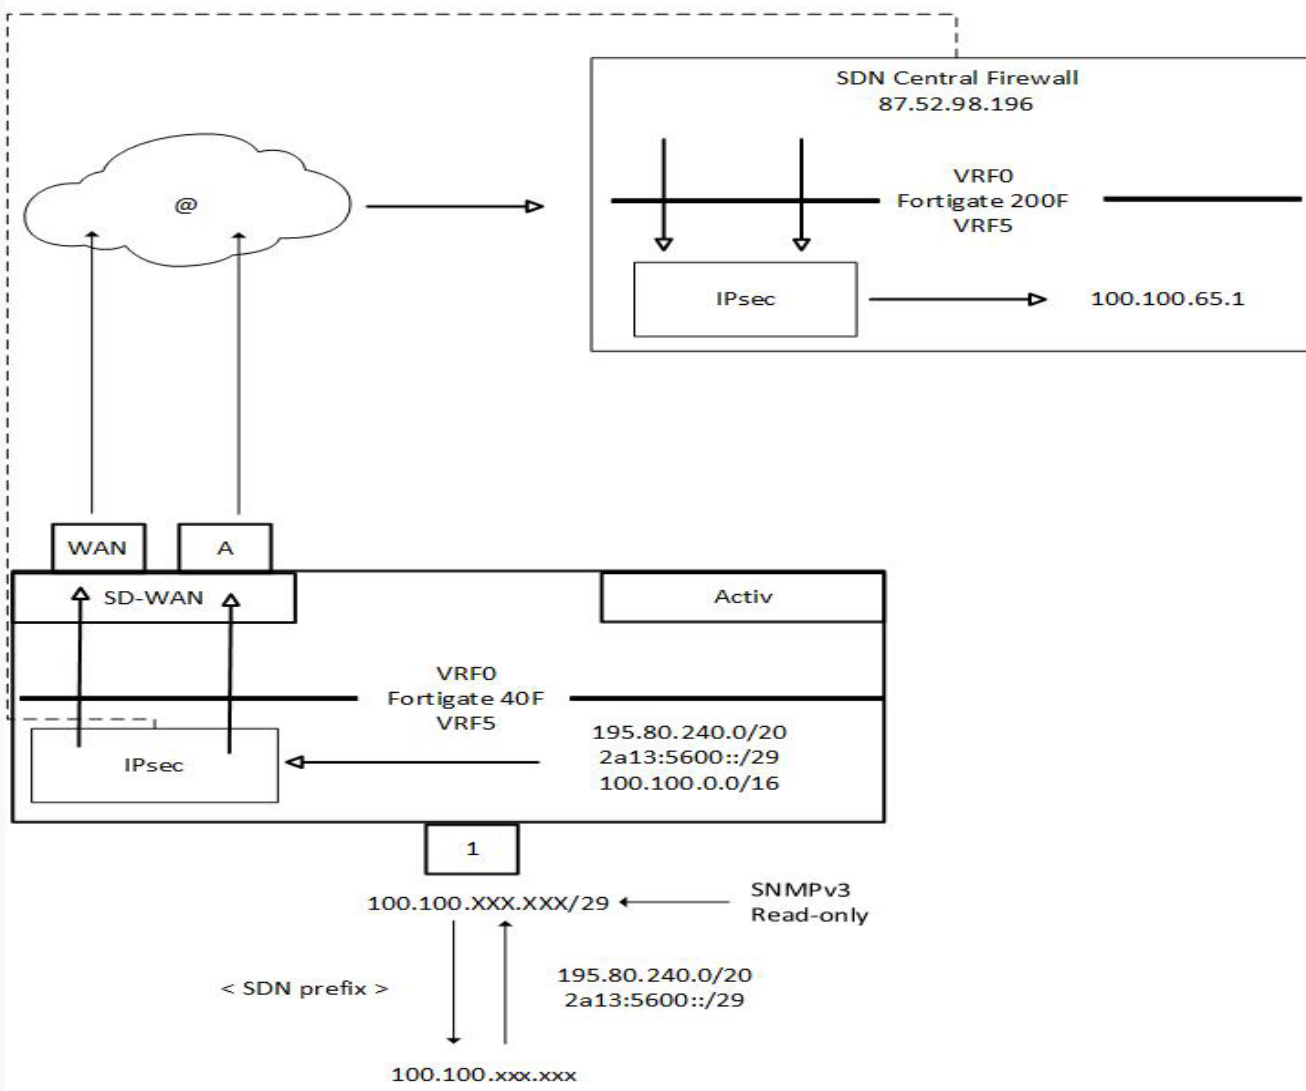 SDN Central Firewall
87.52.98.196
VRF0
Fortigate 200F
VRF5
@
IPsec
100.100.65.1
WAN
A
SD-WAN
Activ
VRF0
Fortigate 40F
VRF5
195.80.240.0/20
2a13:5600::/29
100.100.0.0/16
IPsec
1
100.100.XXX.XXX/29
SNMPv3
Read-only
195.80.240.0/20
2a13:5600::/29
< SDN prefix >
100.100.xxx.xxx